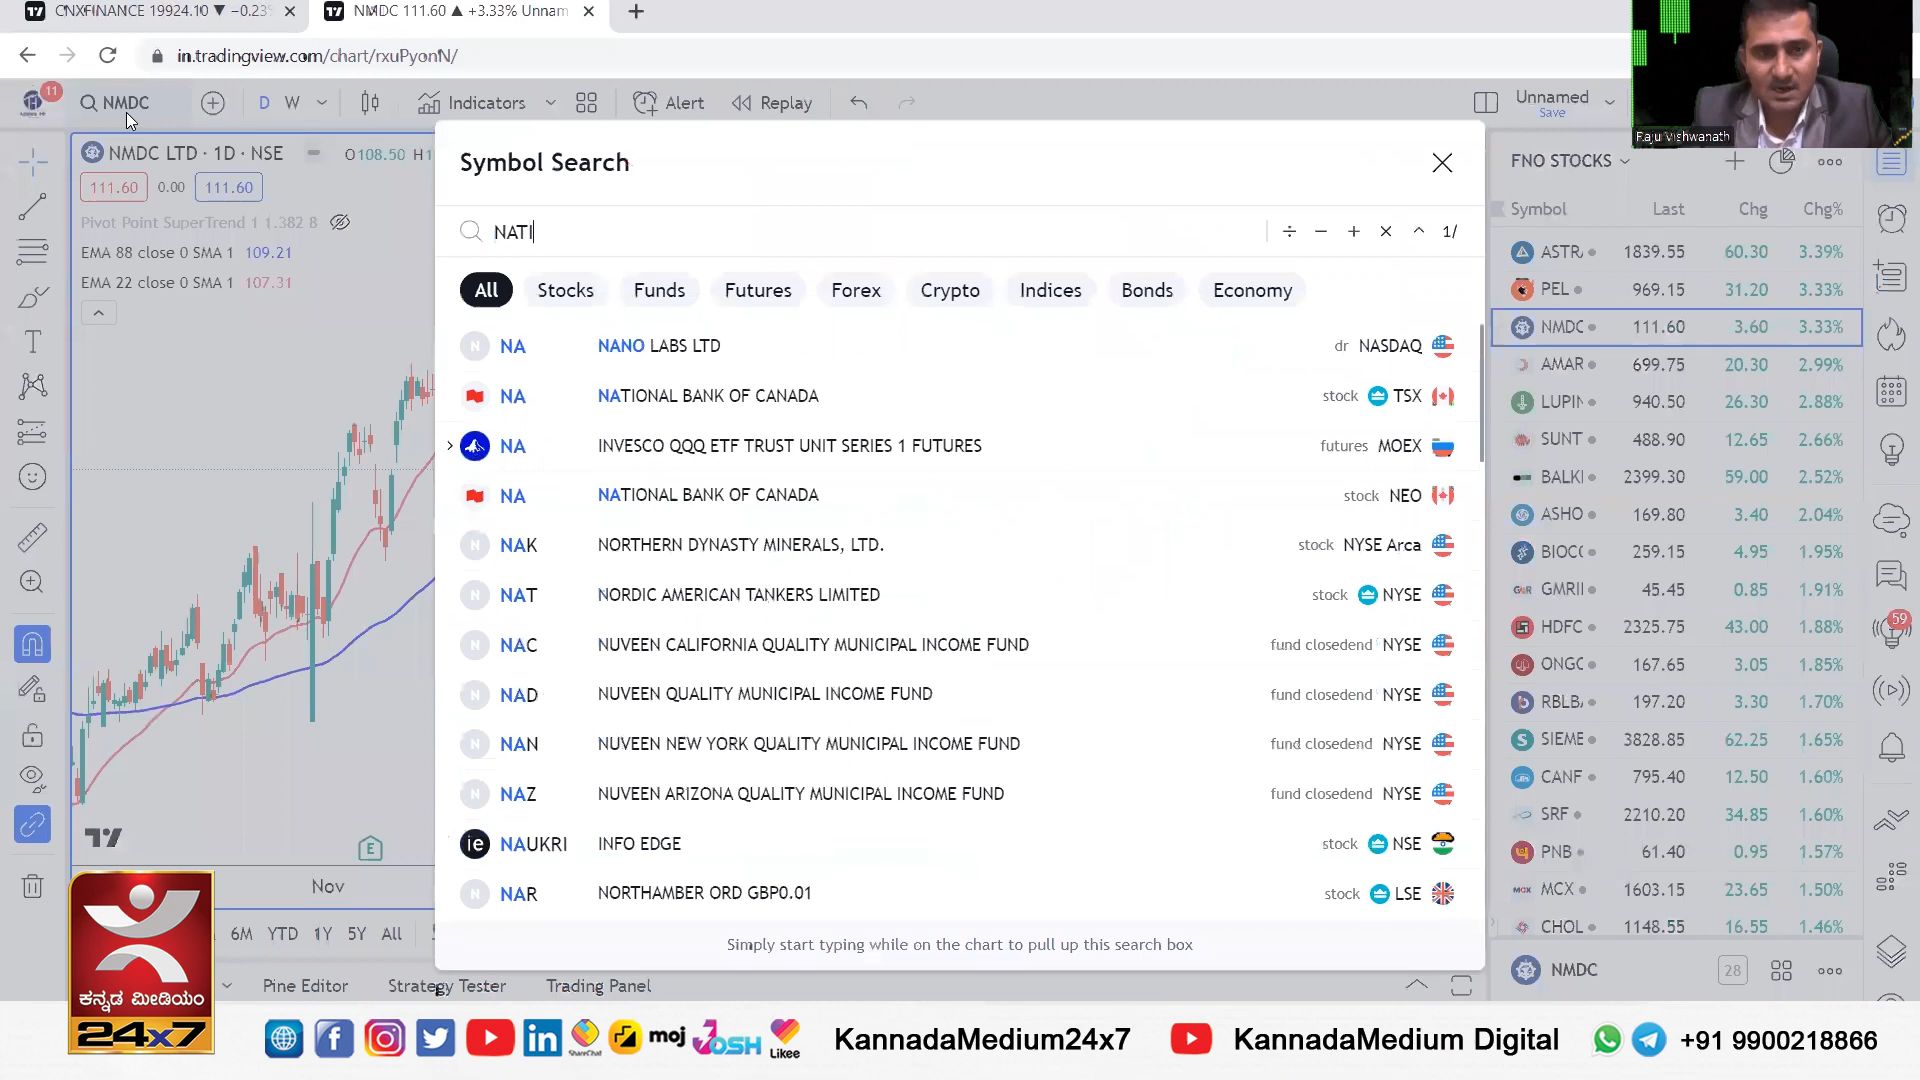 CNXFINANCE 19924.10 ▼ −0.23%
NMDC 111.60 ▲ +3.33% Unnam
in.tradingview.com/chart/rxuPyonN/
11
NMDC
D W
Indicators
Alert
Replay
Unnamed
Save
Raju Vishwanath
NMDC LTD · 1D · NSE
O108.50 H1
111.60 0.00 111.60
Pivot Point SuperTrend 1 1.382 8
EMA 88 close 0 SMA 1 109.21
EMA 22 close 0 SMA 1 107.31
Symbol Search
NATI
÷ − + × ^ 1/
All Stocks Funds Futures Forex Crypto Indices Bonds Economy
NA NANO LABS LTD dr NASDAQ
NA NATIONAL BANK OF CANADA stock TSX
NA INVESCO QQQ ETF TRUST UNIT SERIES 1 FUTURES futures MOEX
NA NATIONAL BANK OF CANADA stock NEO
NAK NORTHERN DYNASTY MINERALS, LTD. stock NYSE Arca
NAT NORDIC AMERICAN TANKERS LIMITED stock NYSE
NAC NUVEEN CALIFORNIA QUALITY MUNICIPAL INCOME FUND fund closedend NYSE
NAD NUVEEN QUALITY MUNICIPAL INCOME FUND fund closedend NYSE
NAN NUVEEN NEW YORK QUALITY MUNICIPAL INCOME FUND fund closedend NYSE
NAZ NUVEEN ARIZONA QUALITY MUNICIPAL INCOME FUND fund closedend NYSE
ie NAUKRI INFO EDGE stock NSE
NAR NORTHAMBER ORD GBP0.01 stock LSE
Simply start typing while on the chart to pull up this search box
FNO STOCKS
Symbol Last Chg Chg%
ASTR 1839.55 60.30 3.39%
PEL 969.15 31.20 3.33%
NMDC 111.60 3.60 3.33%
AMAR 699.75 20.30 2.99%
LUPIN 940.50 26.30 2.88%
SUNT 488.90 12.65 2.66%
BALKI 2399.30 59.00 2.52%
ASHO 169.80 3.40 2.04%
BIOCO 259.15 4.95 1.95%
GMRII 45.45 0.85 1.91%
HDFC 2325.75 43.00 1.88%
ONGC 167.65 3.05 1.85%
RBLBA 197.20 3.30 1.70%
SIEME 3828.85 62.25 1.65%
CANF 795.40 12.50 1.60%
SRF 2210.20 34.85 1.60%
PNB 61.40 0.95 1.57%
MCX 1603.15 23.65 1.50%
CHOL 1148.55 16.55 1.46%
NMDC 28
59
E
Nov
6M YTD 1Y 5Y All
Pine Editor Strategy Tester Trading Panel
ಕನ್ನಡ ಮೀಡಿಯಂ
24x7
ShareChat
moj
Josh
Likee
KannadaMedium24x7
KannadaMedium Digital
+91 9900218866